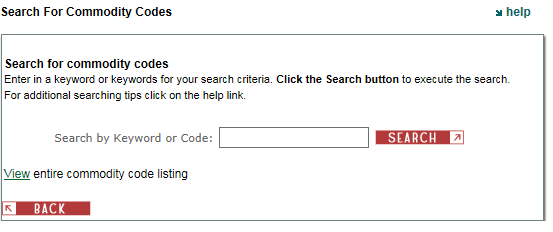 Search For Commodity Codes
help
Search for commodity codes
Enter in a keyword or keywords for your search criteria. Click the Search button to execute the search.
For additional searching tips click on the help link.
Search by Keyword or Code:
SEARCH
View entire commodity code listing
BACK